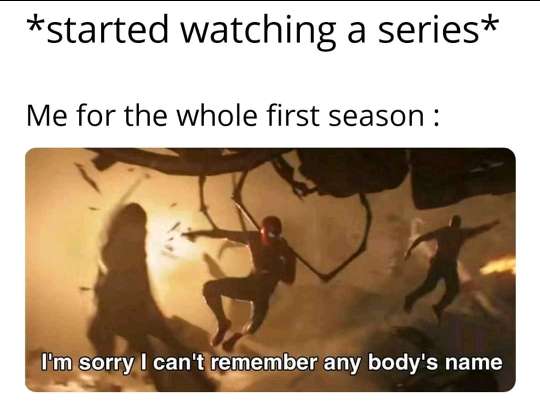 *started watching a series*
Me for the whole first season :
I'm sorry I can't remember any body's name